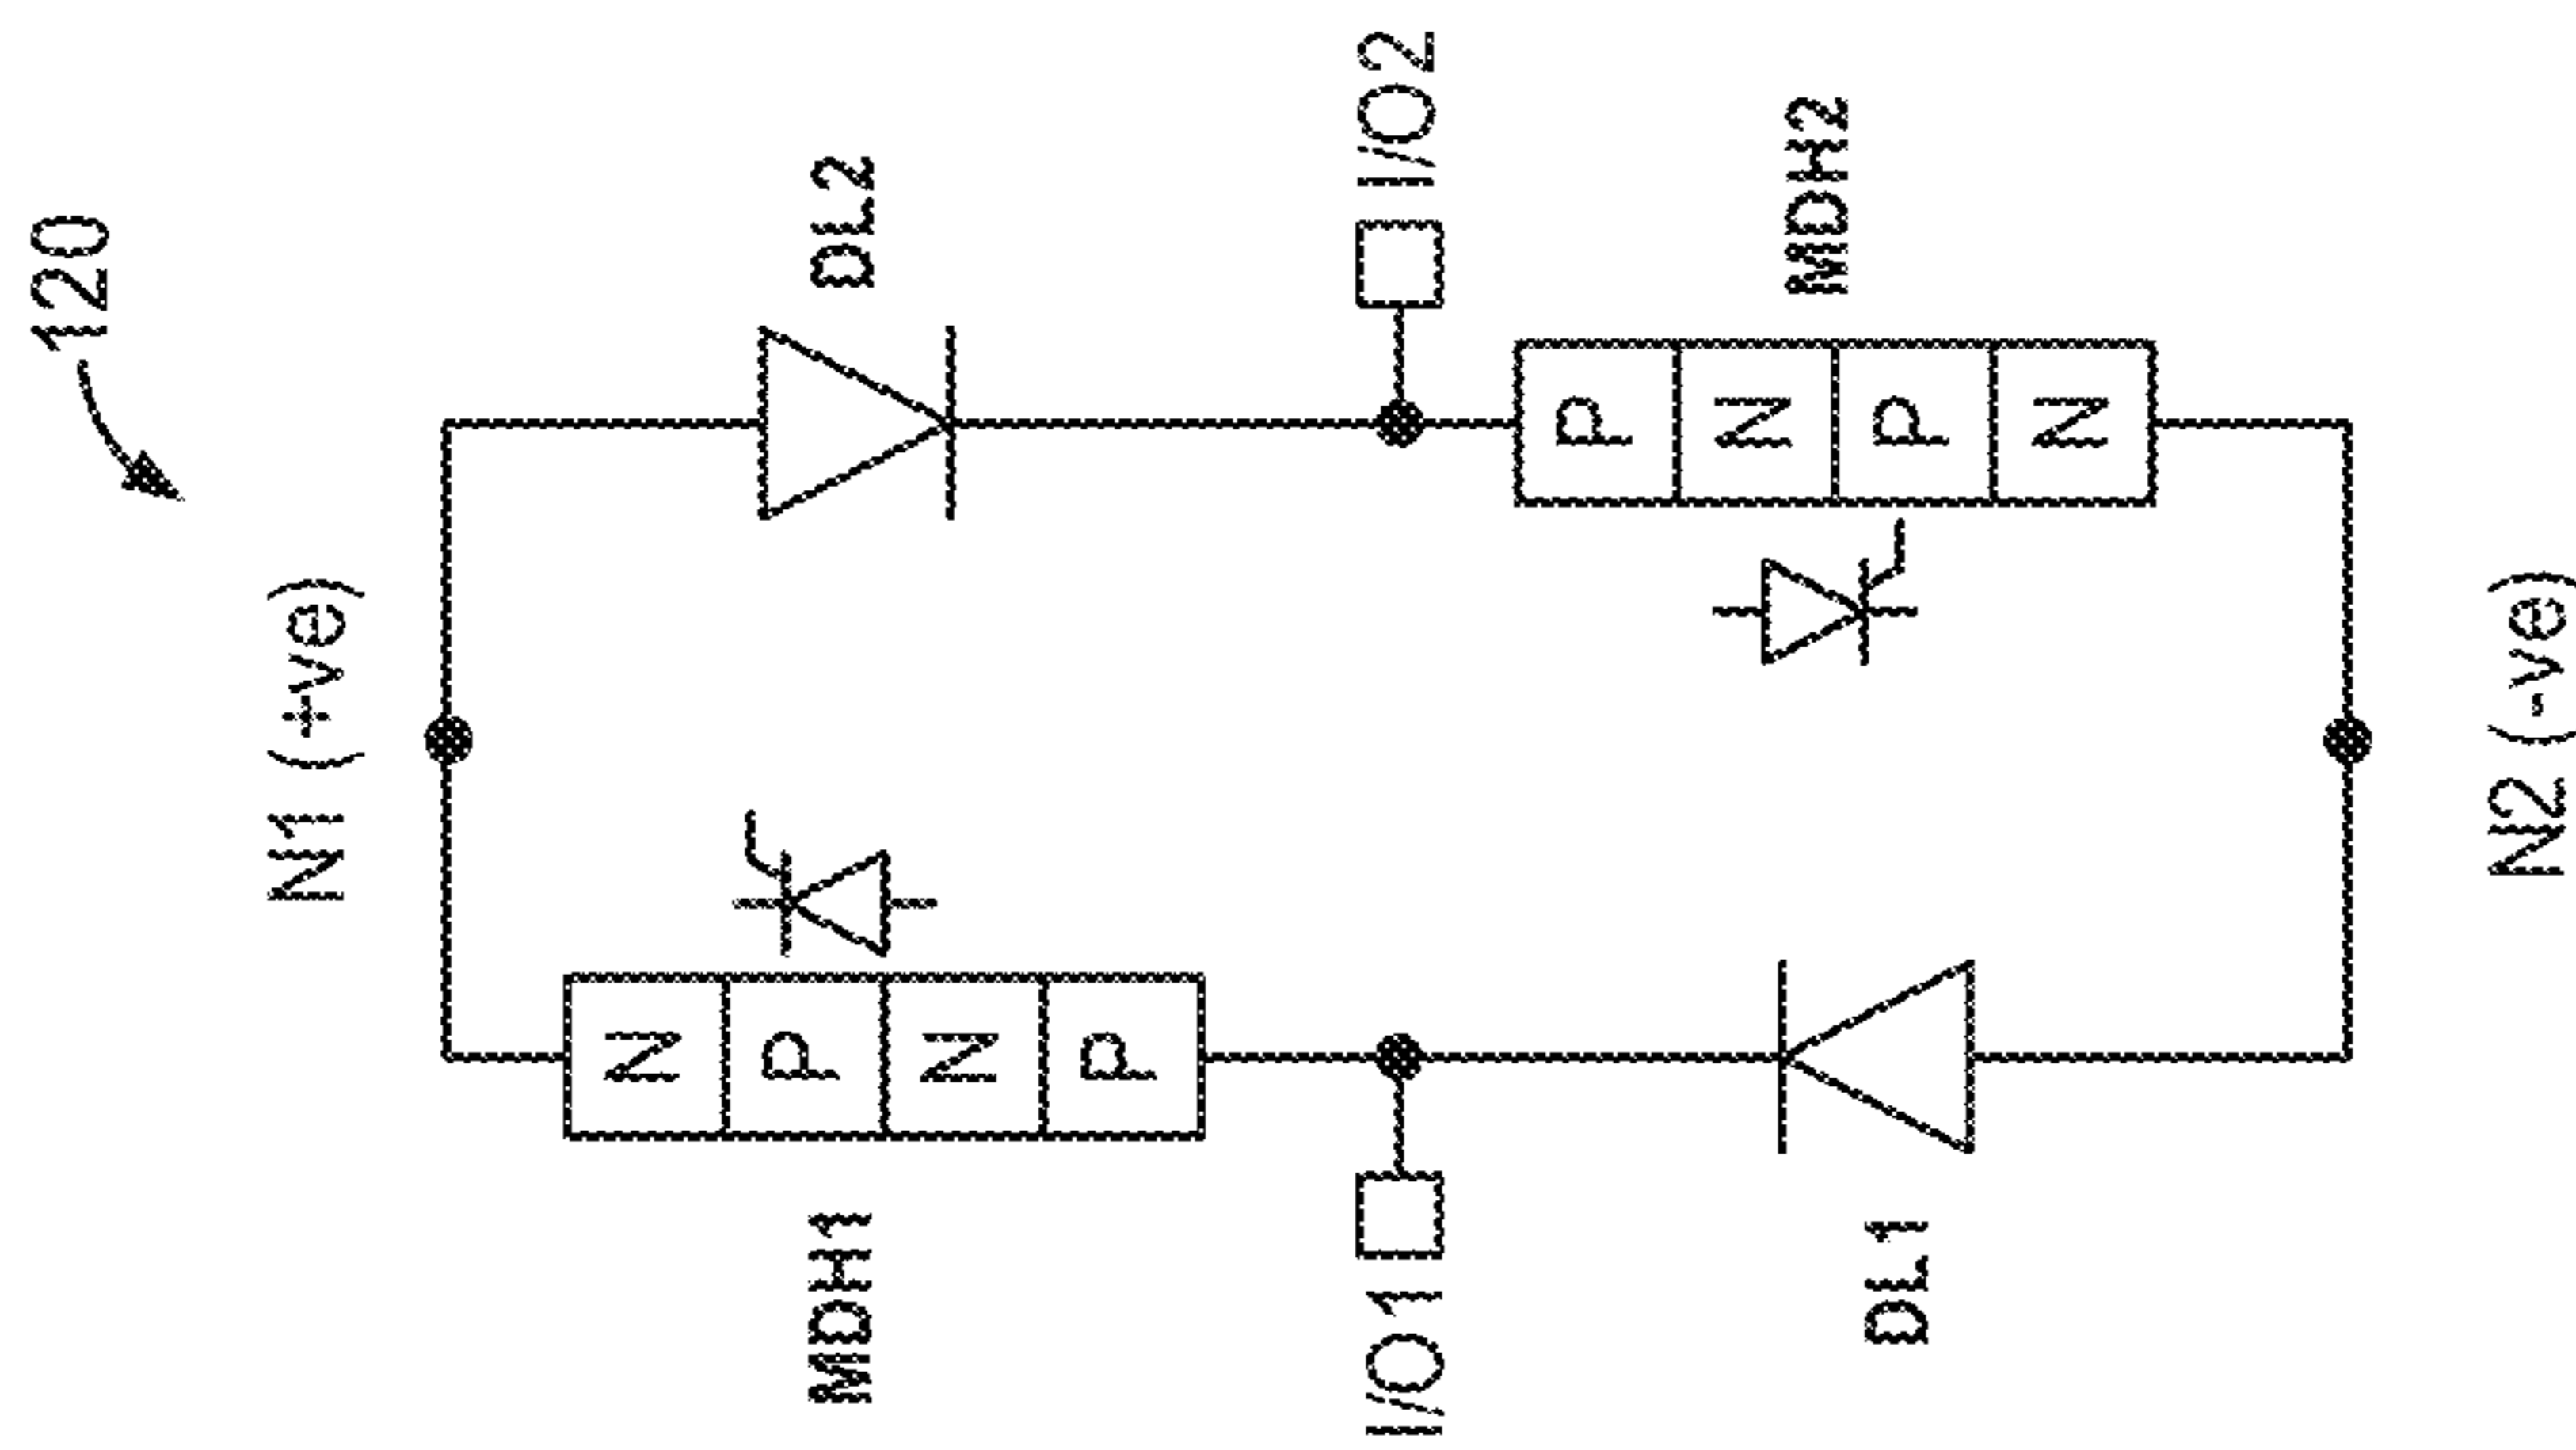 120
N1 (+ve)
N
P
N
P
MDH1
DL2
I/O1
I/O2
P
N
P
N
DL1
MDH2
N2 (-ve)